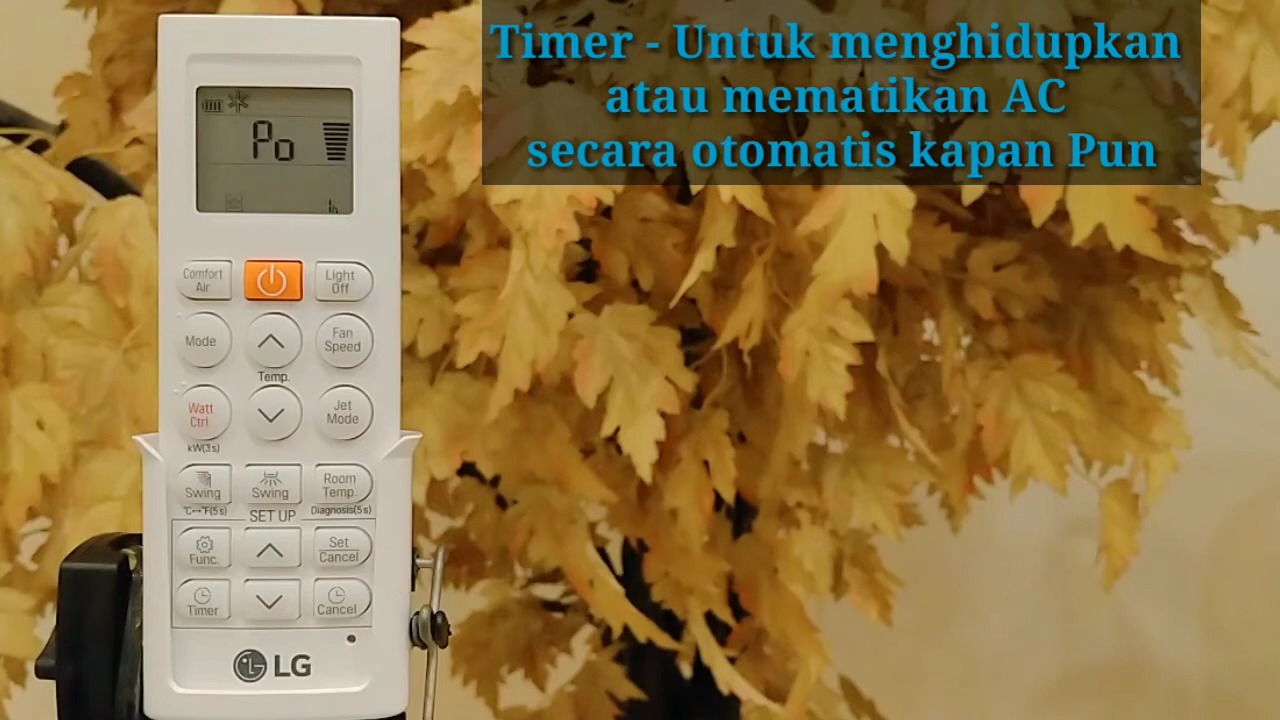 Timer - Untuk menghidupkan
atau mematikan AC
secara otomatis kapan Pun
Po
Comfort Air
Light Off
Mode
Fan Speed
Temp.
Watt Ctrl
Jet Mode
kW(3s)
Swing
Swing
Room Temp.
°C↔°F(5s)
SET UP
Diagnosis(5s)
Func.
Set Cancel
Timer
Cancel
LG